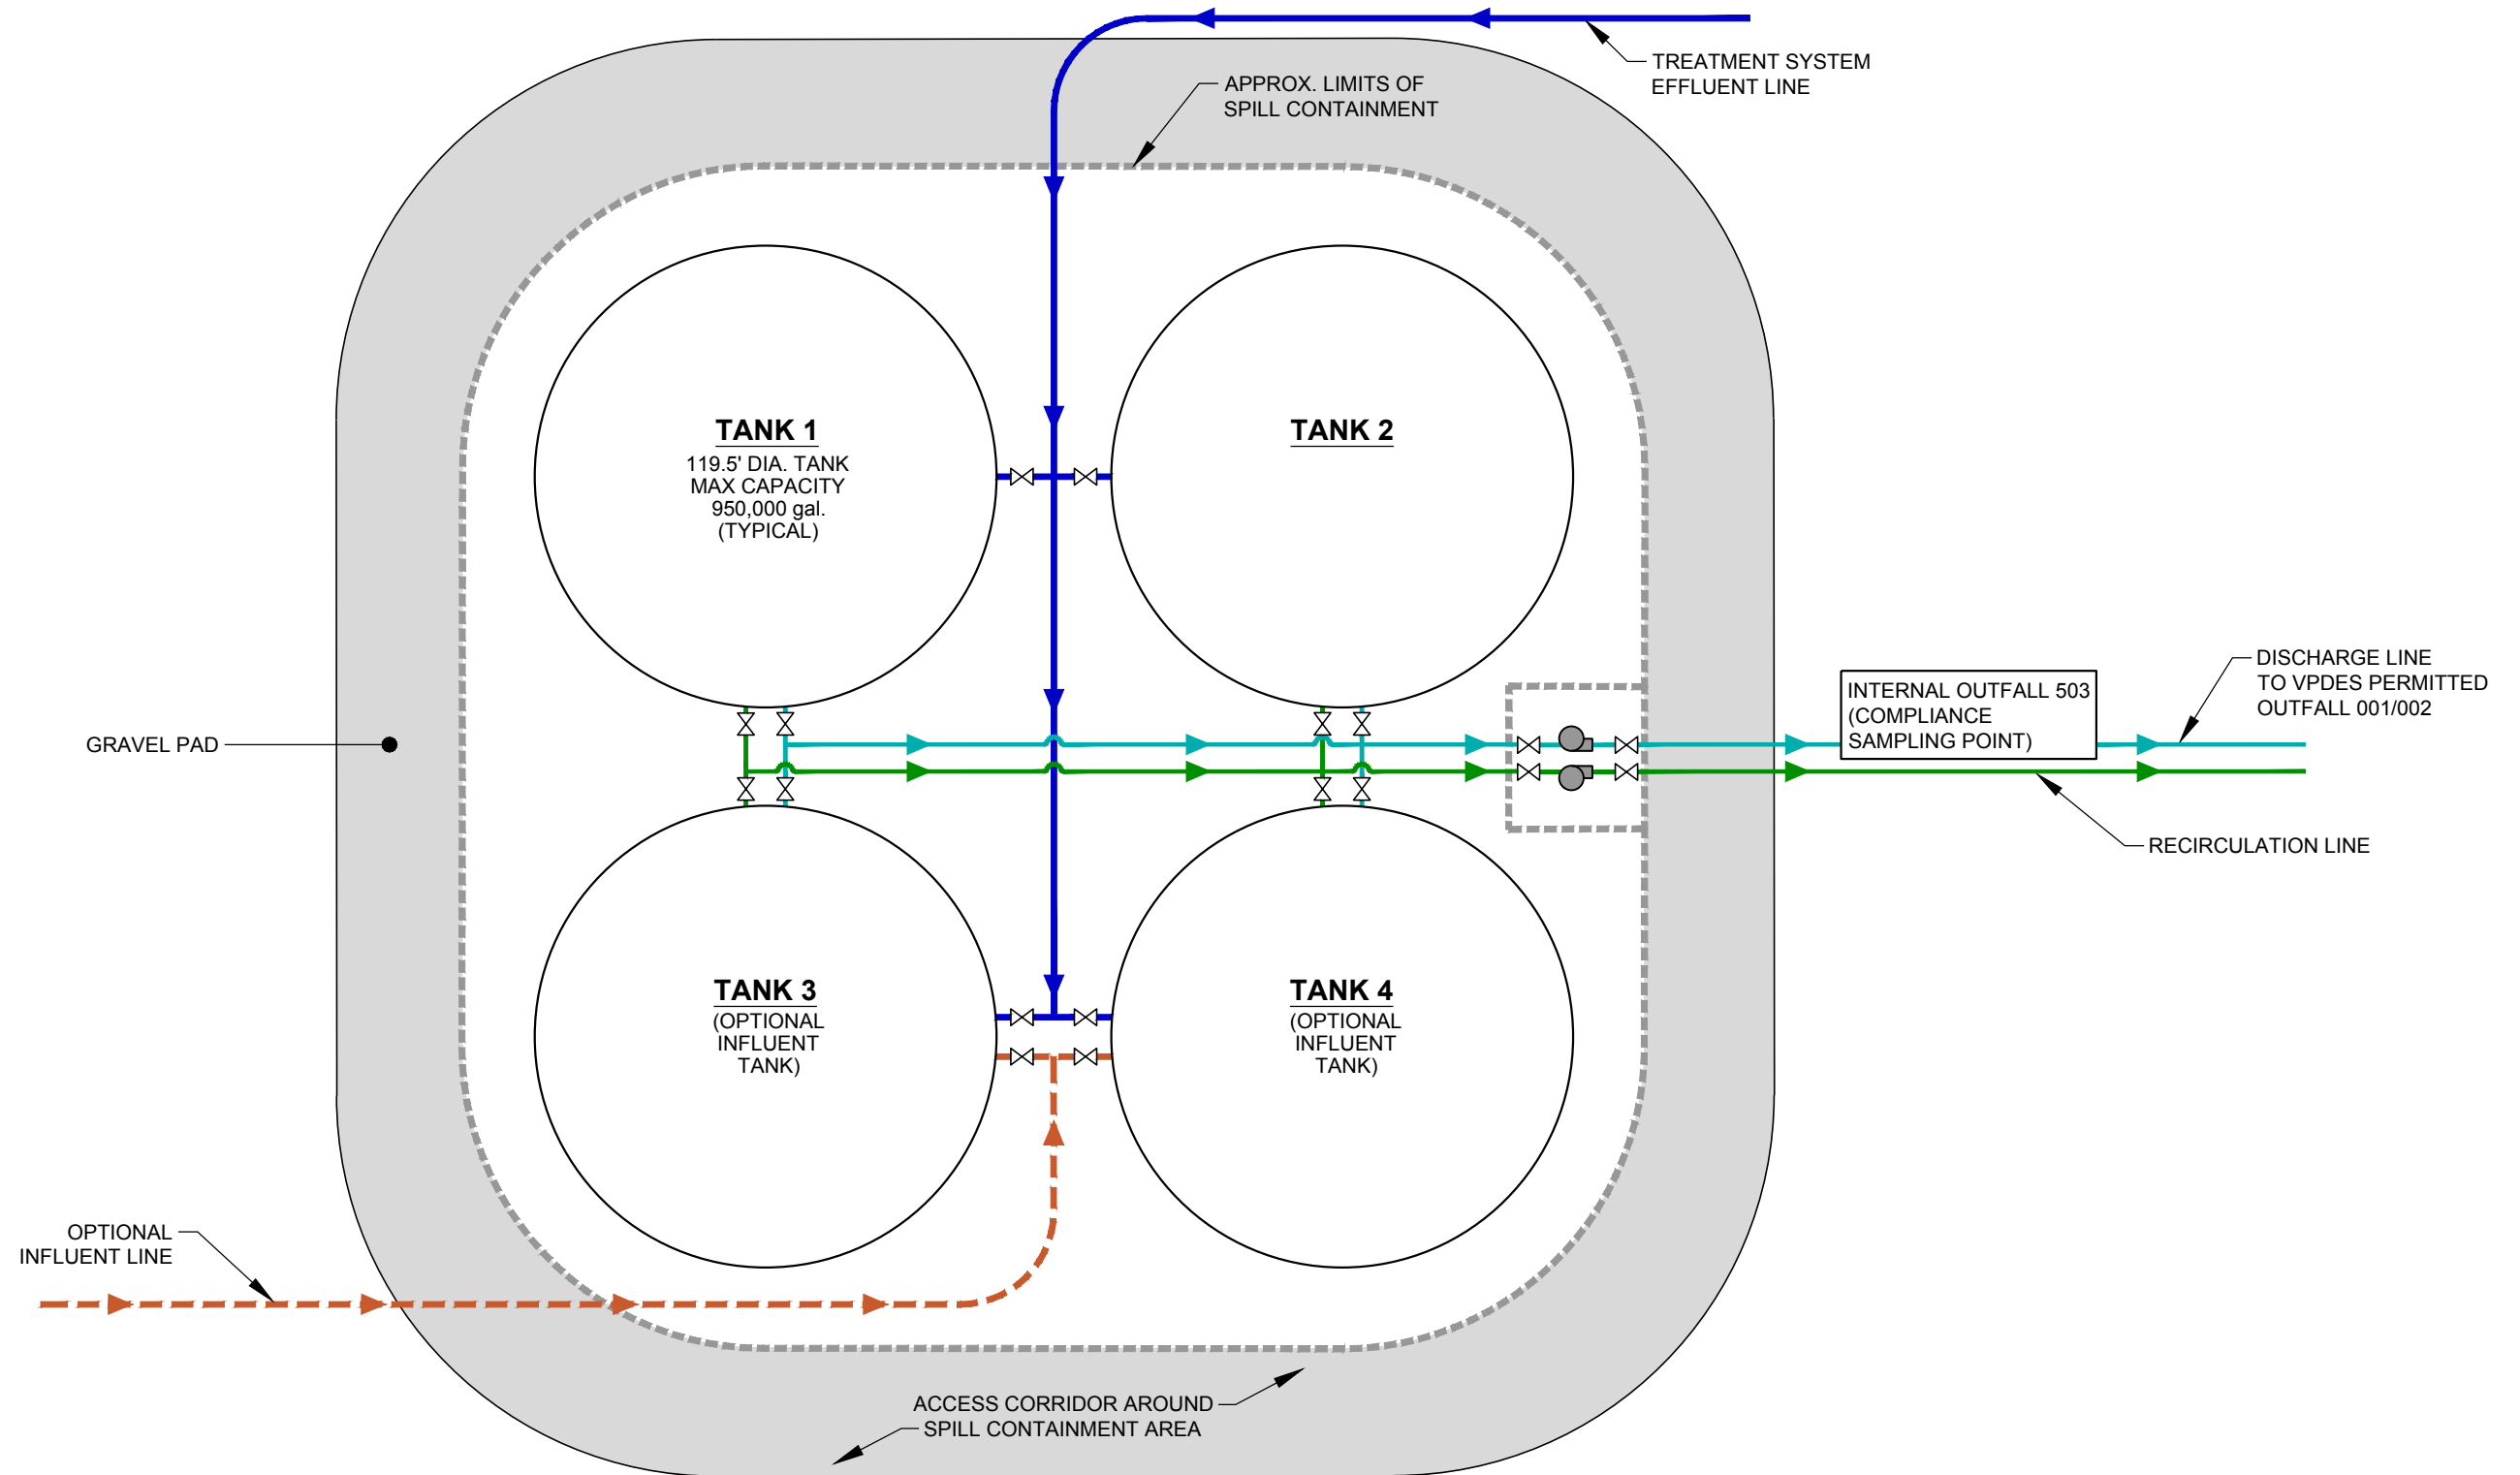 TREATMENT SYSTEM
EFFLUENT LINE
APPROX. LIMITS OF
SPILL CONTAINMENT
TANK 1
119.5' DIA. TANK
MAX CAPACITY
950,000 gal.
(TYPICAL)
TANK 2
GRAVEL PAD
INTERNAL OUTFALL 503
(COMPLIANCE
SAMPLING POINT)
DISCHARGE LINE
TO VPDES PERMITTED
OUTFALL 001/002
RECIRCULATION LINE
TANK 3
(OPTIONAL
INFLUENT
TANK)
TANK 4
(OPTIONAL
INFLUENT
TANK)
OPTIONAL
INFLUENT LINE
ACCESS CORRIDOR AROUND
SPILL CONTAINMENT AREA